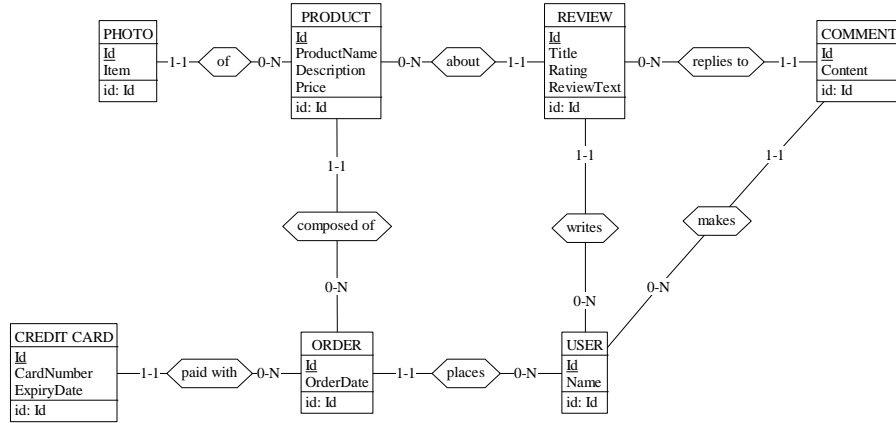 PHOTO
Id
Item
id: Id
1-1
of
0-N
PRODUCT
Id
ProductName
Description
Price
id: Id
0-N
about
1-1
REVIEW
Id
Title
Rating
ReviewText
id: Id
0-N
replies to
1-1
COMMENT
Id
Content
id: Id
1-1
composed of
0-N
1-1
writes
0-N
1-1
makes
0-N
CREDIT CARD
Id
CardNumber
ExpiryDate
id: Id
1-1
paid with
0-N
ORDER
Id
OrderDate
id: Id
1-1
places
0-N
USER
Id
Name
id: Id